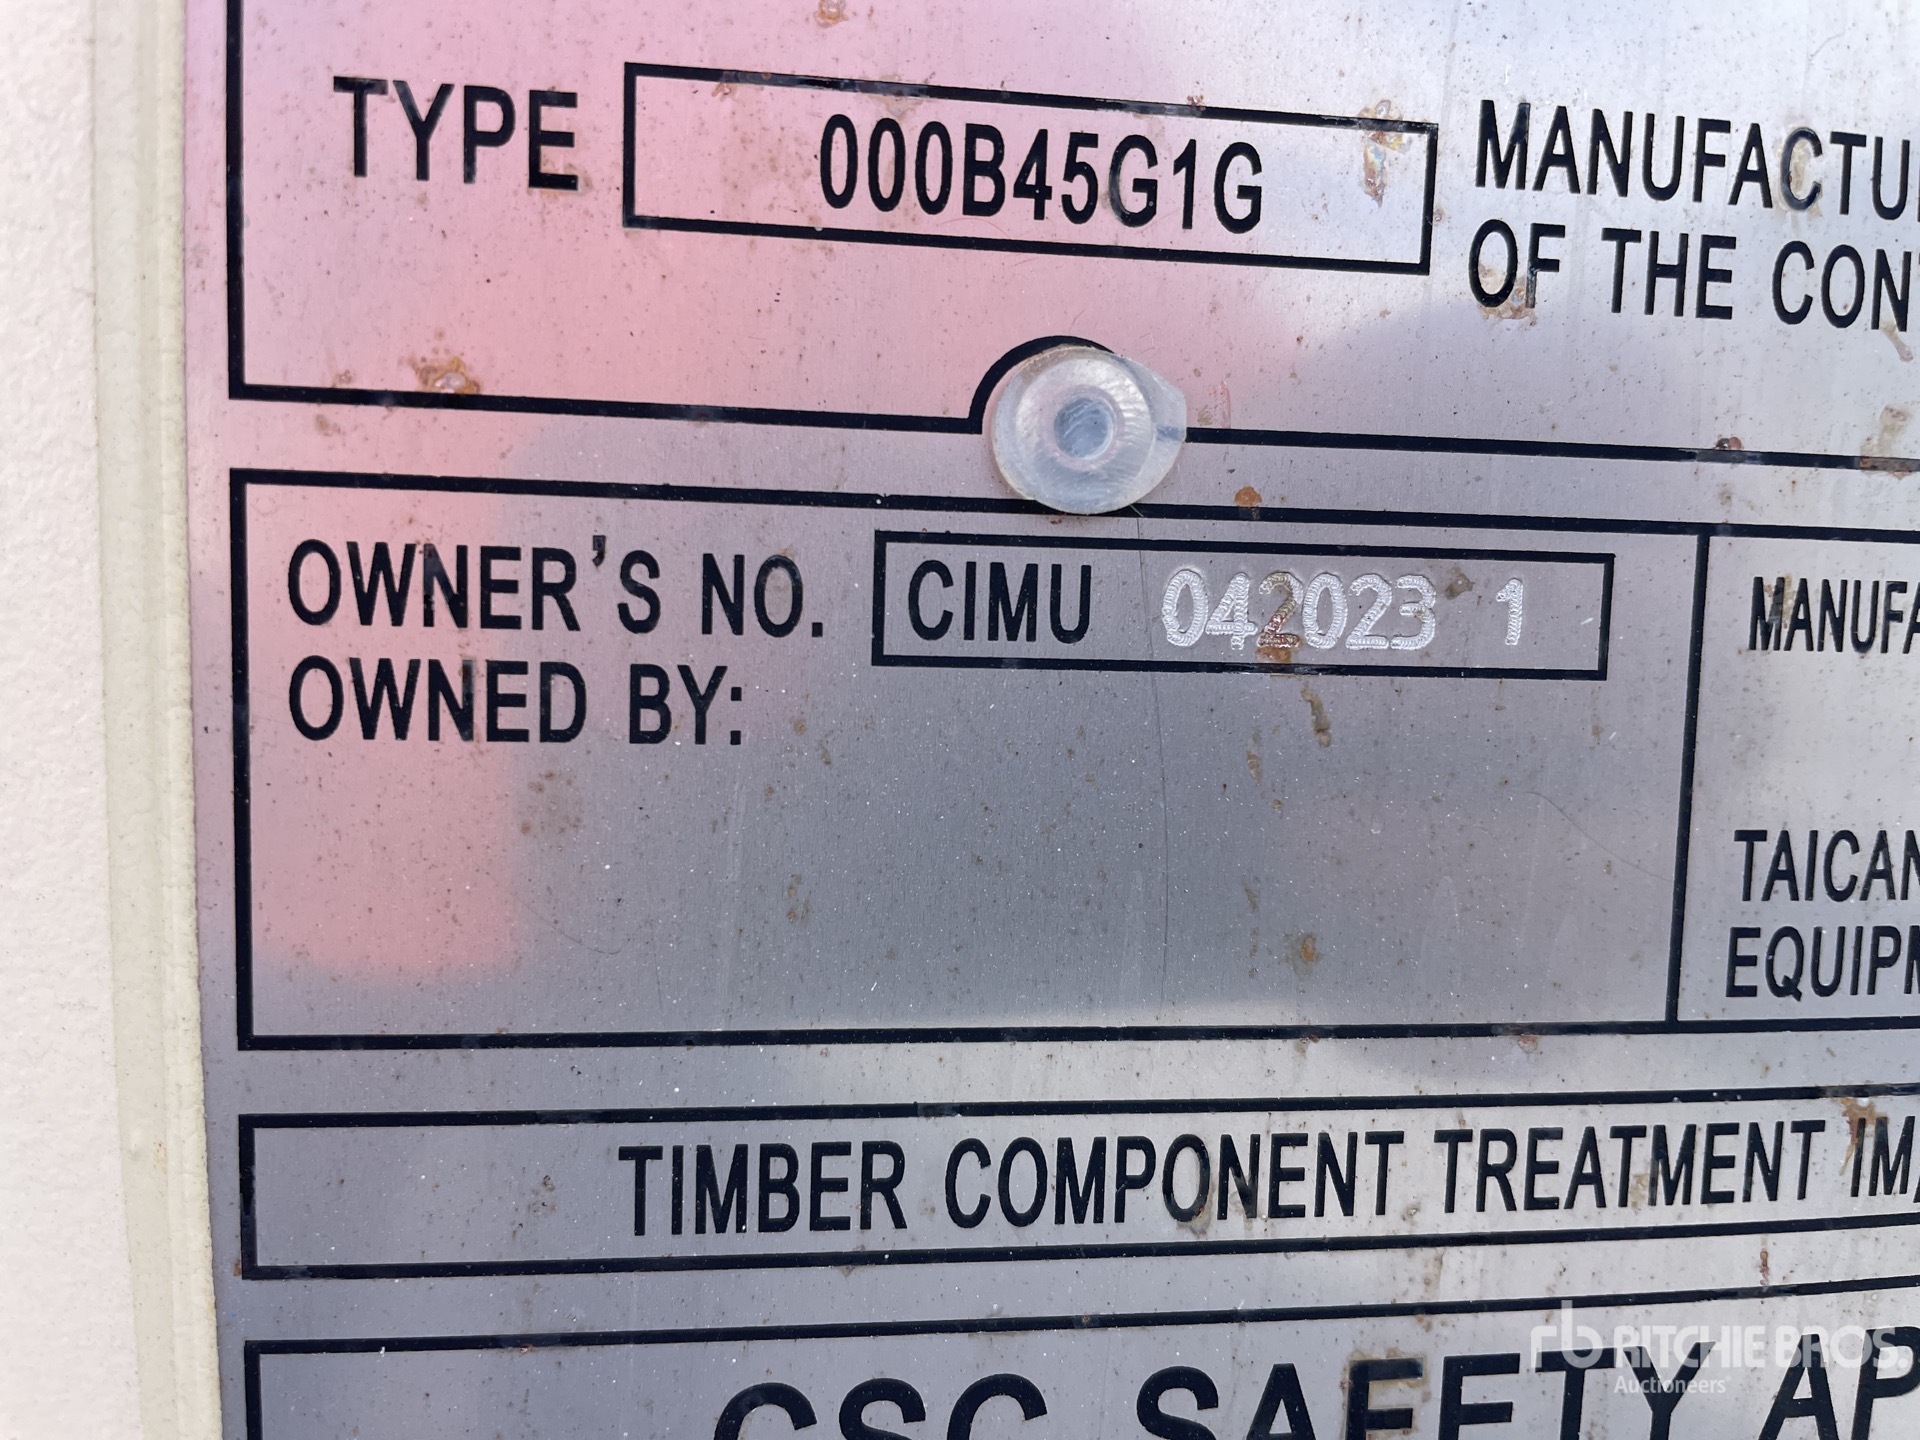 TYPE 000B45G1G
MANUFACTU
OF THE CON
OWNER'S NO. CIMU 042023 1
OWNED BY:
MANUFA
TAICAN
EQUIPM
TIMBER COMPONENT TREATMENT IM
CSC SAFETY AP
rb RITCHIE BROS.
Auctioneers